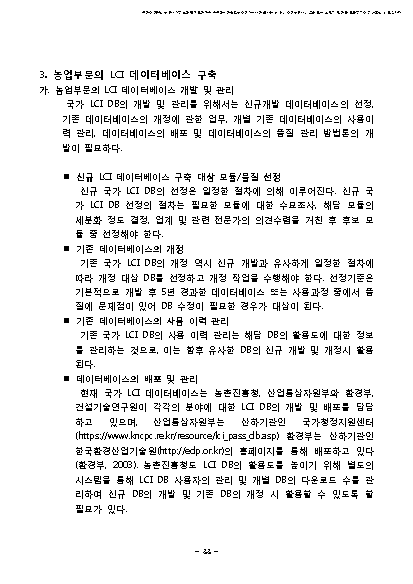 3. 농업부문의 LCI 데이터베이스 구축
가. 농업부문의 LCI 데이터베이스 개발 및 관리
국가 LCI DB의 개발 및 관리를 위해서는 신규개발 데이터베이스의 선정,
기존 데이터베이스의 개정에 관한 업무, 개별 기존 데이터베이스의 사용이
력 관리, 데이터베이스의 배포 및 데이터베이스의 품질 관리 방법론의 개
발이 필요하다.
■ 신규 LCI 데이터베이스 구축 대상 모듈/물질 선정
신규 국가 LCI DB의 선정은 일정한 절차에 의해 이루어진다. 신규 국
가 LCI DB 선정의 절차는 필요한 모듈에 대한 수요조사, 해당 모듈의
세분화 정도 결정, 업계 및 관련 전문가의 의견수렴을 거친 후 후보 모
듈 중 선정해야 한다.
■ 기존 데이터베이스의 개정
기존 국가 LCI DB의 개정 역시 신규 개발과 유사하게 일정한 절차에
따라 개정 대상 DB를 선정하고 개정 작업을 수행해야 한다. 선정기준은
기본적으로 개발 후 5년 경과한 데이터베이스 또는 사용과정 중에서 품
질에 문제점이 있어 DB 수정이 필요한 경우가 대상이 된다.
■ 기존 데이터베이스의 사용 이력 관리
기존 국가 LCI DB의 사용 이력 관리는 해당 DB의 활용도에 대한 정보
를 관리하는 것으로, 이는 향후 유사한 DB의 신규 개발 및 개정시 활용
된다.
■ 데이터베이스의 배포 및 관리
현재 국가 LCI 데이터베이스는 농촌진흥청, 산업통상자원부와 환경부,
건설기술연구원이 각각의 분야에 대한 LCI DB의 개발 및 배포를 담당
하고 있으며, 산업통상자원부는 산하기관인 국가청정지원센터
(https://www.kncpc.re.kr/resource/lci_pass_db.asp) 환경부는 산하기관인
한국환경산업기술원(http://edp.or.kr)의 홈페이지를 통해 배포하고 있다
(환경부, 2003). 농촌진흥청도 LCI DB의 활용도를 높이기 위해 별도의
시스템을 통해 LCI DB 사용자의 관리 및 개별 DB의 다운로드 수를 관
리하여 신규 DB의 개발 및 기존 DB의 개정 시 활용할 수 있도록 할
필요가 있다.